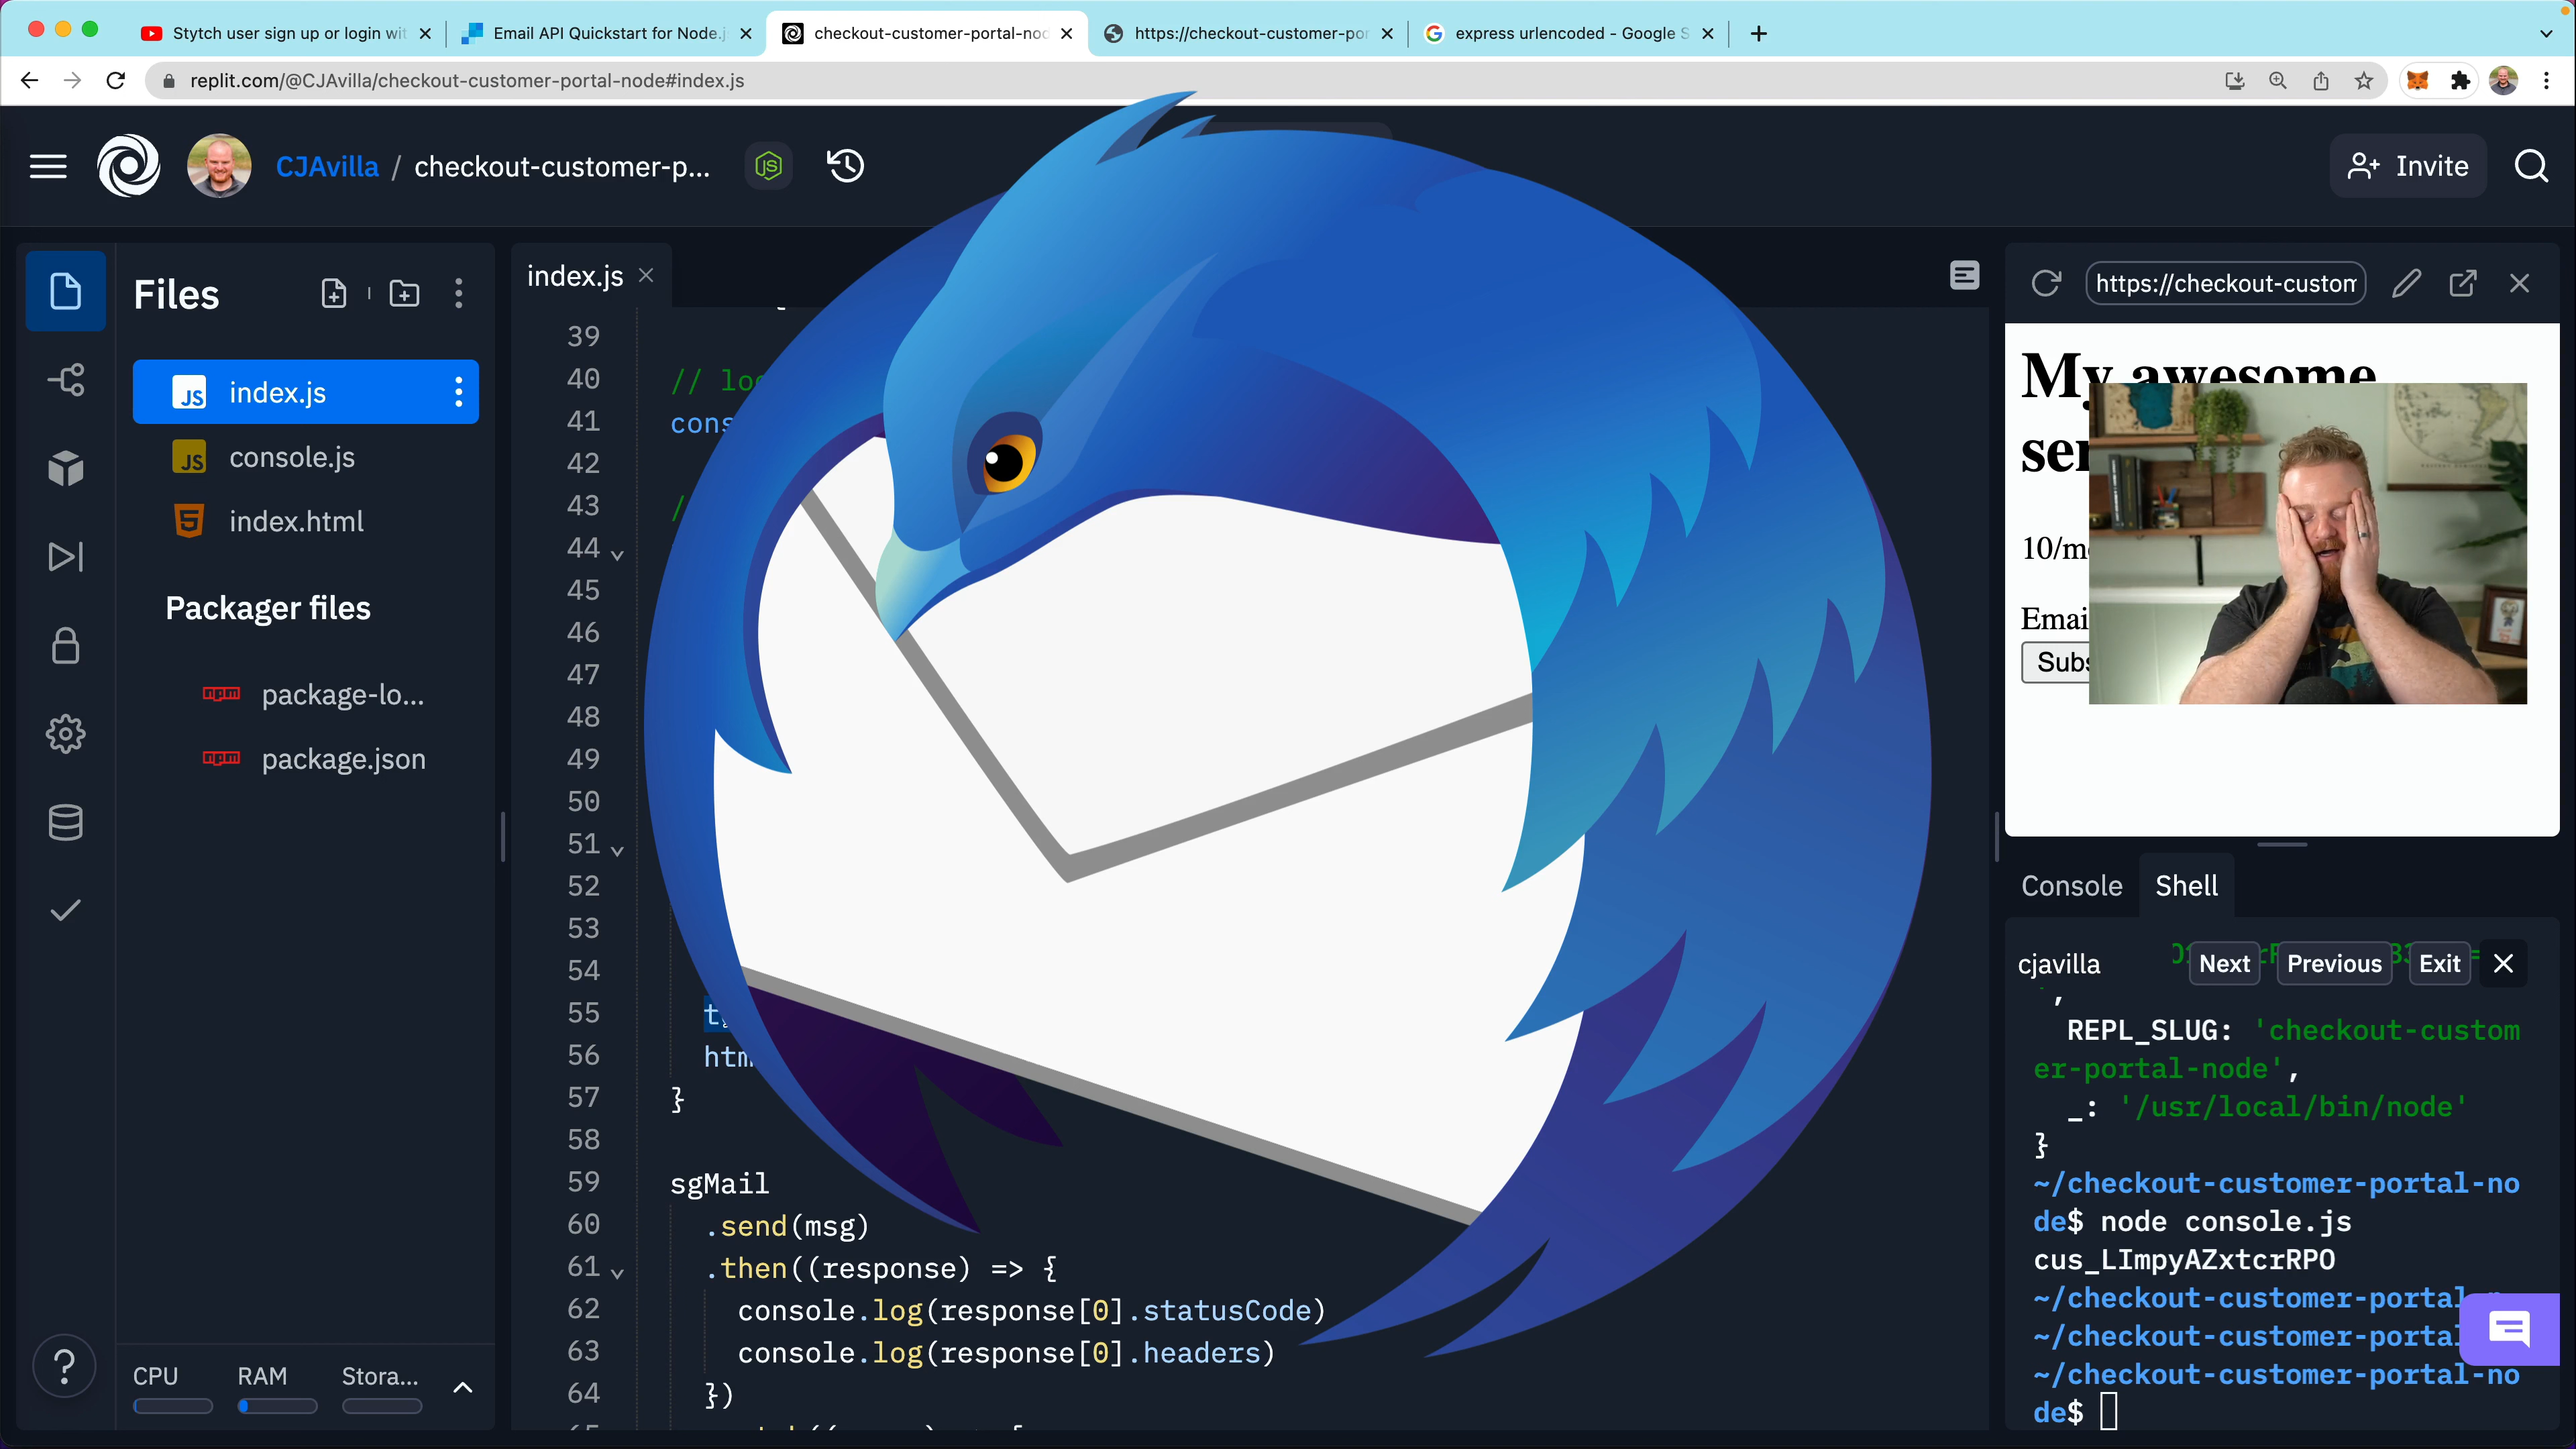 Stytch user sign up or login wit
Email API Quickstart for Node.j
checkout-customer-portal-noc
https://checkout-customer-por
express urlencoded - Google S
replit.com/@CJAvilla/checkout-customer-portal-node#index.js
CJAvilla / checkout-customer-p...
Invite
Files
index.js
console.js
index.html
Packager files
package-lo...
package.json
CPU
RAM
Stora...
index.js
39
40 // lo
41 cons
42
43 /
44
45
46
47
48
49
50
51
52
53
54
55 t
56 htm
57 }
58
59 sgMail
60 .send(msg)
61 .then((response) => {
62 console.log(response[0].statusCode)
63 console.log(response[0].headers)
64 })
https://checkout-custom
My awesome
ser
10/m
Emai
Subs
Console
Shell
cjavilla
Next
Previous
Exit
',
REPL_SLUG: 'checkout-custom
er-portal-node',
_: '/usr/local/bin/node'
}
~/checkout-customer-portal-no
de$ node console.js
cus_LImpyAZxtcrRPO
~/checkout-customer-portal-n
~/checkout-customer-portal
~/checkout-customer-portal-no
de$